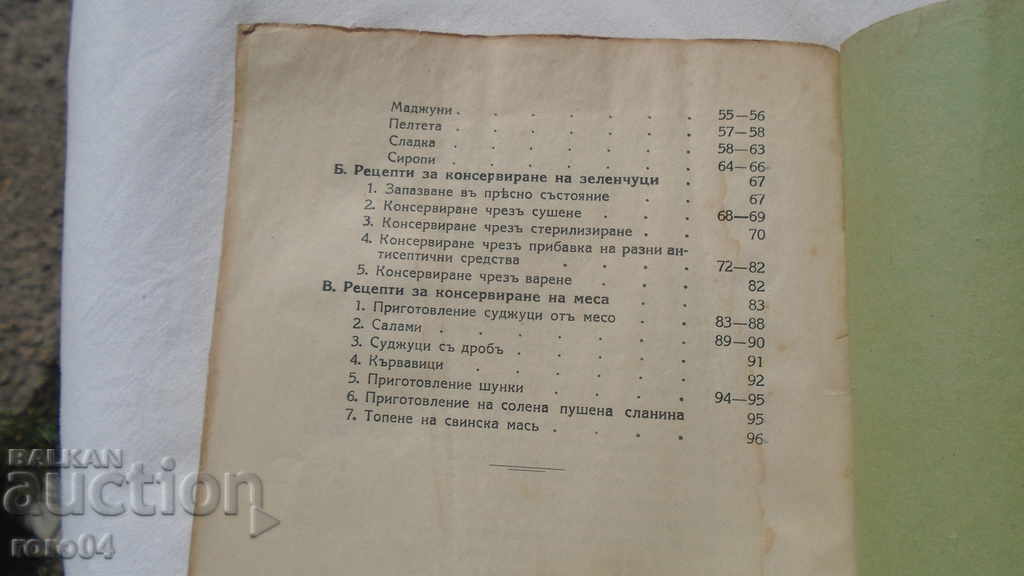 Маджуни . . . . . . . 55—56
Пелтета . . . . . . . 57—58
Сладка . . . . . . . 58—63
Сиропи . . . . . . . 64—66
Б. Рецепти за консервиране на зеленчуци . 67
1. Запазване въ прѣсно състояние . . 67
2. Консервиране чрезъ сушене . . . 68—69
3. Консервиране чрезъ стерилизиране . . 70
4. Консервиране чрезъ прибавка на разни ан-
тисептични средства . . . . 72—82
5. Консервиране чрезъ варене . . . 82
В. Рецепти за консервиране на меса . . 83
1. Приготовление суджуци отъ месо . . 83—88
2. Салами . . . . . . . 89—90
3. Суджуци съ дробъ . . . . . 91
4. Кървавици . . . . . . 92
5. Приготовление шунки . . . . 94—95
6. Приготовление на солена пушена сланина 95
7. Топене на свинска мась . . . . 96
BALKAN
auction
roko04